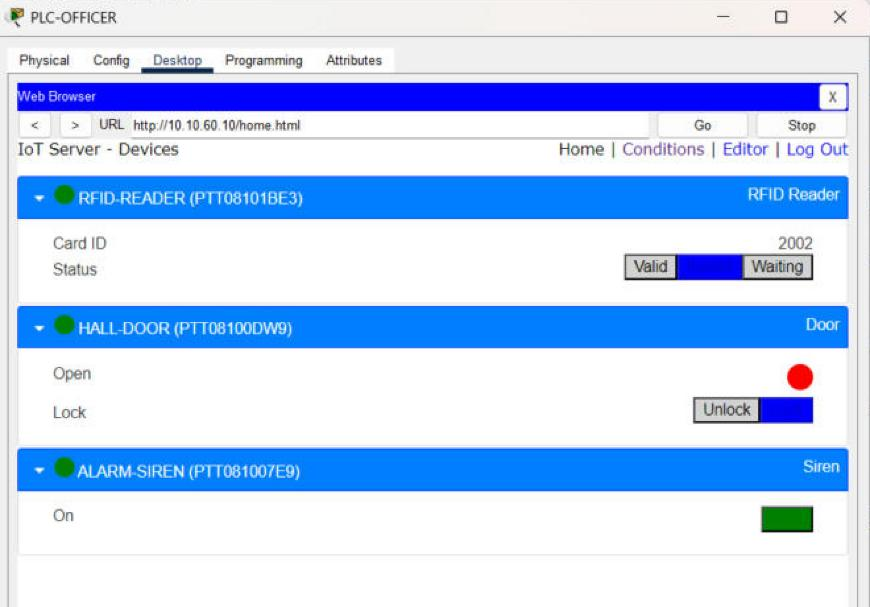 PLC-OFFICER
Physical Config Desktop Programming Attributes
Web Browser X
< > URL http://10.10.60.10/home.html Go Stop
IoT Server - Devices Home | Conditions | Editor | Log Out
RFID-READER (PTT08101BE3) RFID Reader
Card ID 2002
Status Valid Waiting
HALL-DOOR (PTT08100DW9) Door
Open
Lock Unlock
ALARM-SIREN (PTT081007E9) Siren
On